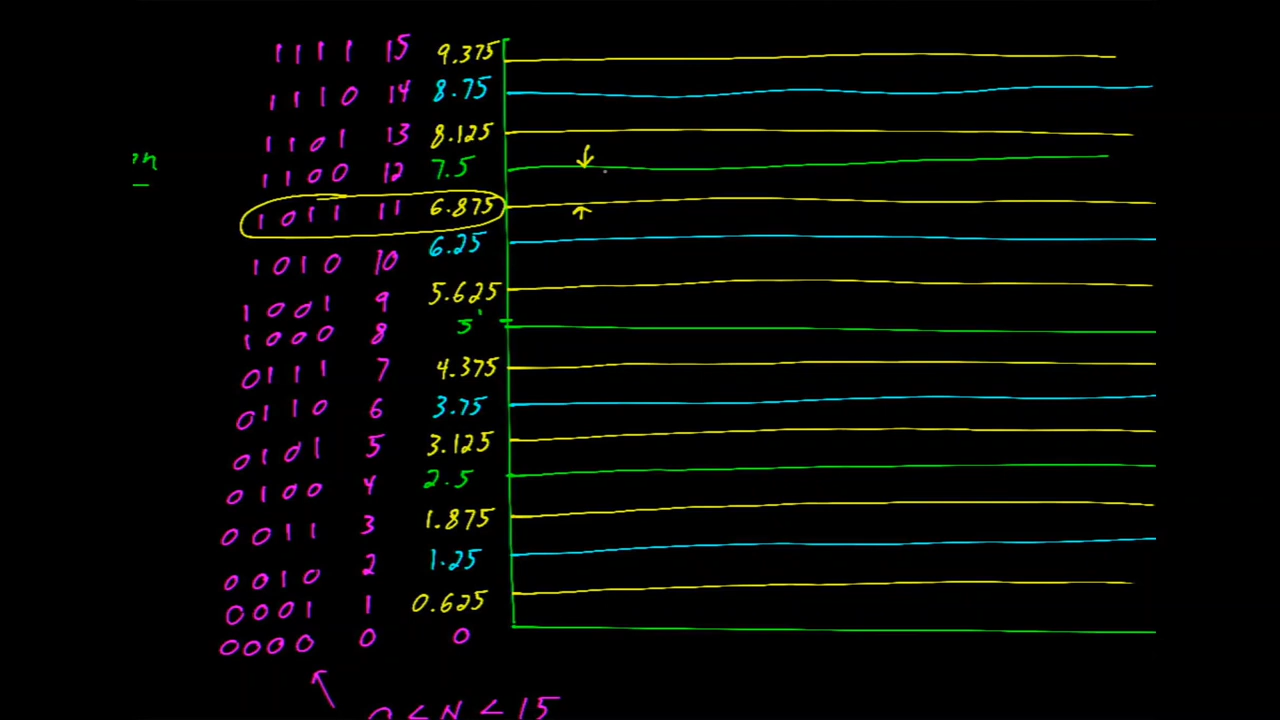 1111 15 9.375
1110 14 8.75
1101 13 8.125
1100 12 7.5
1011 11 6.875
1010 10 6.25
1001 9 5.625
1000 8 5
0111 7 4.375
0110 6 3.75
0101 5 3.125
0100 4 2.5
0011 3 1.875
0010 2 1.25
0001 1 0.625
0000 0 0
0 < N < 15